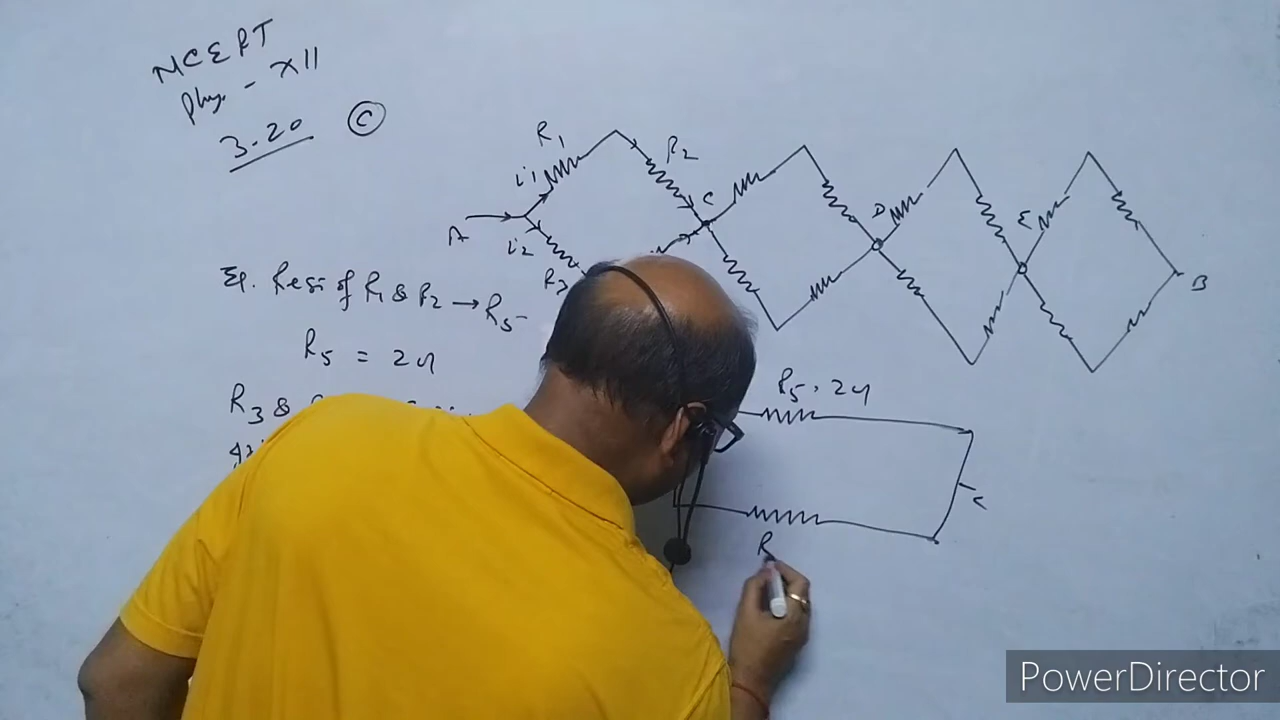 NCERT
Phy. - XII
3.20 C
R1
R2
i1
C
A
i2
R3
D
E
B
Eq. Resi of R1 & R2 → R5
R5 = 2Ω
R3 &
R5 = 2Ω
C
R
PowerDirector